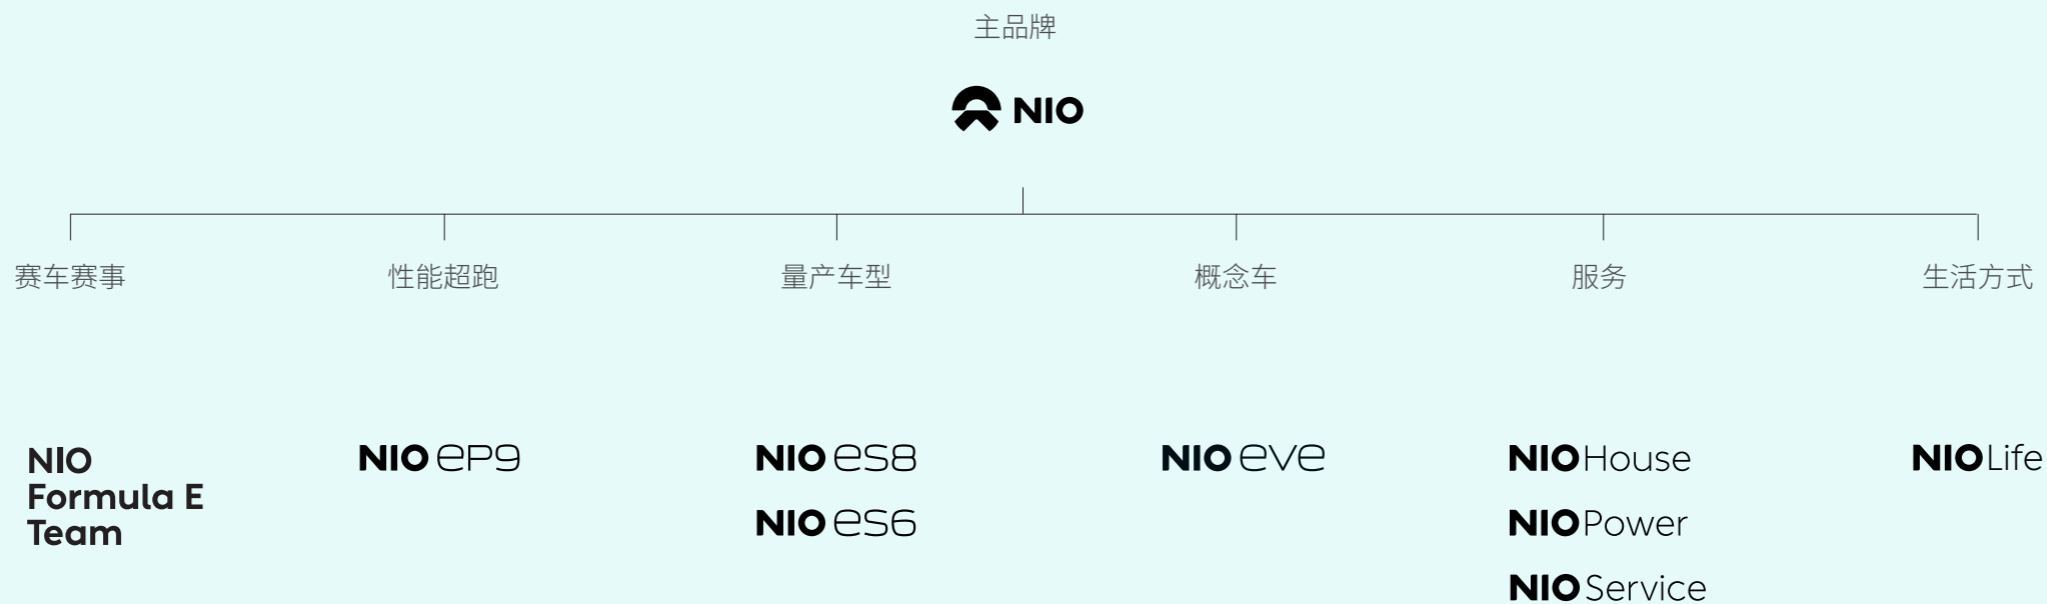 主品牌
NIO
赛车赛事
性能超跑
量产车型
概念车
服务
生活方式
NIO
Formula E
Team
NIO eP9
NIO eS8
NIO eS6
NIO eve
NIO House
NIO Power
NIO Service
NIO Life